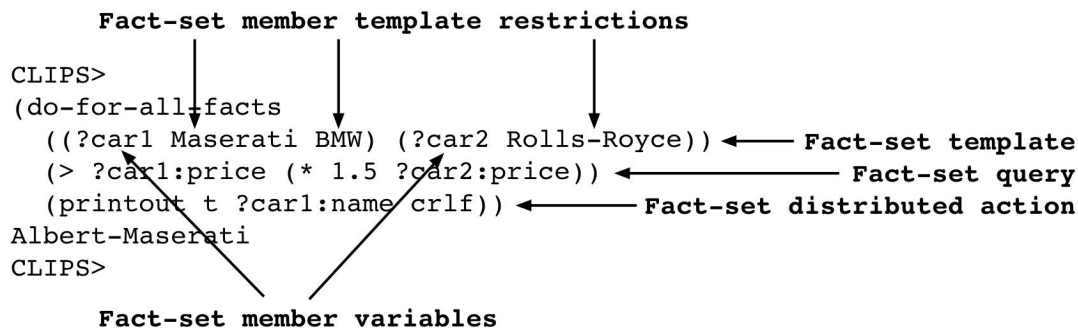 Fact-set member template restrictions
CLIPS>
(do-for-all-facts
((?car1 Maserati BMW) (?car2 Rolls-Royce)) Fact-set template
(> ?car1:price (* 1.5 ?car2:price)) Fact-set query
(printout t ?car1:name crlf)) Fact-set distributed action
Albert-Maserati
CLIPS>
Fact-set member variables